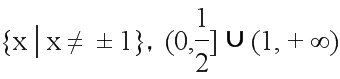 {x | x ≠ ±1}, (0, 1/2] ∪ (1, +∞)